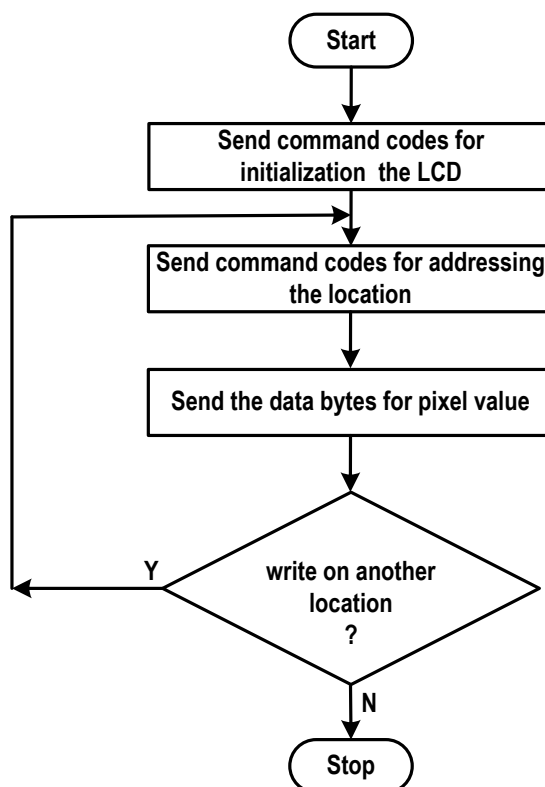 Start
Send command codes for
initialization the LCD
Send command codes for addressing
the location
Send the data bytes for pixel value
Y
write on another
location
?
N
Stop